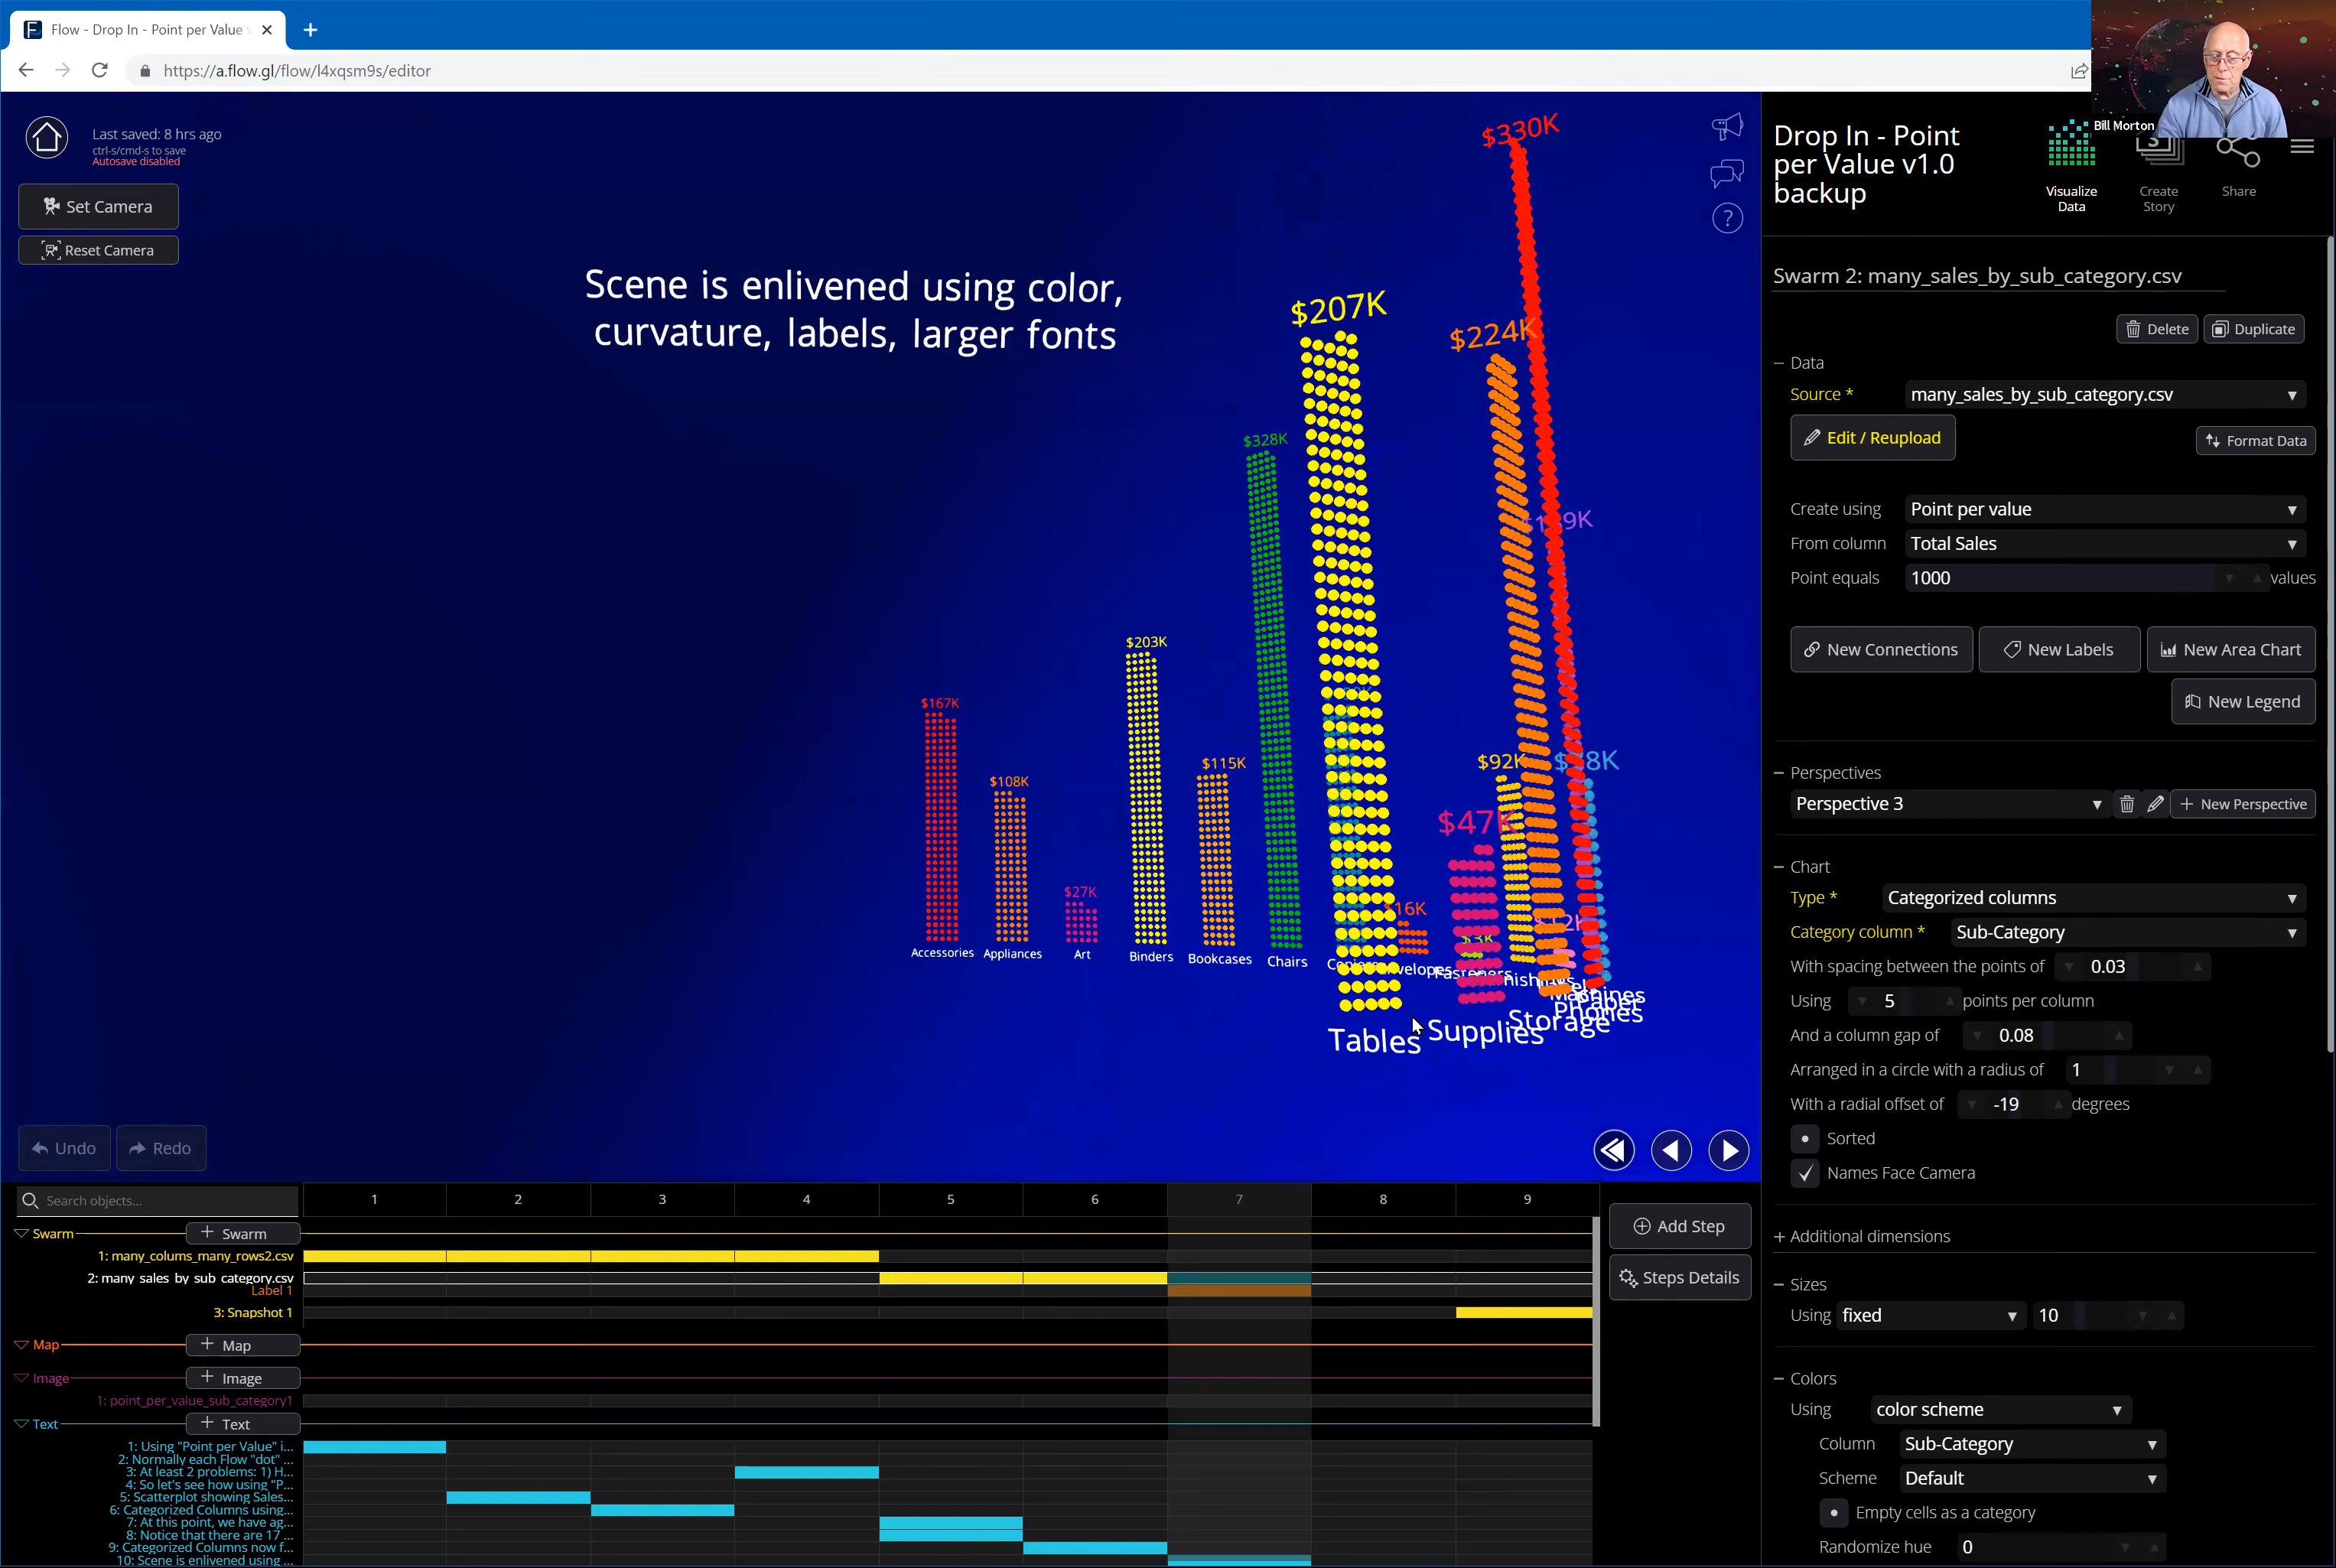 Flow - Drop In - Point per Value
https://a.flow.gl/flow/l4xqsm9s/editor
Bill Morton
Last saved: 8 hrs ago
ctrl-s/cmd-s to save
Autosave disabled
Set Camera
Reset Camera
Scene is enlivened using color,
curvature, labels, larger fonts
$330K
$207K
$224K
$328K
$203K
$167K
$115K
$108K
$92K
$47K
$27K
Accessories
Appliances
Art
Binders
Bookcases
Chairs
Tables
Supplies
Storage
Phones
Undo
Redo
Drop In - Point
per Value v1.0
backup
Visualize
Data
Create
Story
Share
Swarm 2: many_sales_by_sub_category.csv
Delete
Duplicate
Data
Source *
many_sales_by_sub_category.csv
Edit / Reupload
Format Data
Create using
Point per value
From column
Total Sales
Point equals
1000
values
New Connections
New Labels
New Area Chart
New Legend
Perspectives
Perspective 3
New Perspective
Chart
Type *
Categorized columns
Category column *
Sub-Category
With spacing between the points of
0.03
Using
5
points per column
And a column gap of
0.08
Arranged in a circle with a radius of
1
With a radial offset of
-19
degrees
Sorted
Names Face Camera
Additional dimensions
Sizes
Using
fixed
10
Colors
Using
color scheme
Column
Sub-Category
Scheme
Default
Empty cells as a category
Randomize hue
0
Search objects...
1
2
3
4
5
6
7
8
9
Add Step
Steps Details
Swarm
+ Swarm
1: many_colums_many_rows2.csv
2: many_sales_by_sub_category.csv
Label 1
3: Snapshot 1
Map
+ Map
Image
+ Image
1: point_per_value_sub_category1
Text
+ Text
1: Using "Point per Value" i...
2: Normally each Flow "dot" ...
3: At least 2 problems: 1) H...
4: So let's see how using "P...
5: Scatterplot showing Sales...
6: Categorized Columns using...
7: At this point, we have ag...
8: Notice that there are 17 ...
9: Categorized Columns now f...
10: Scene is enlivened using ...